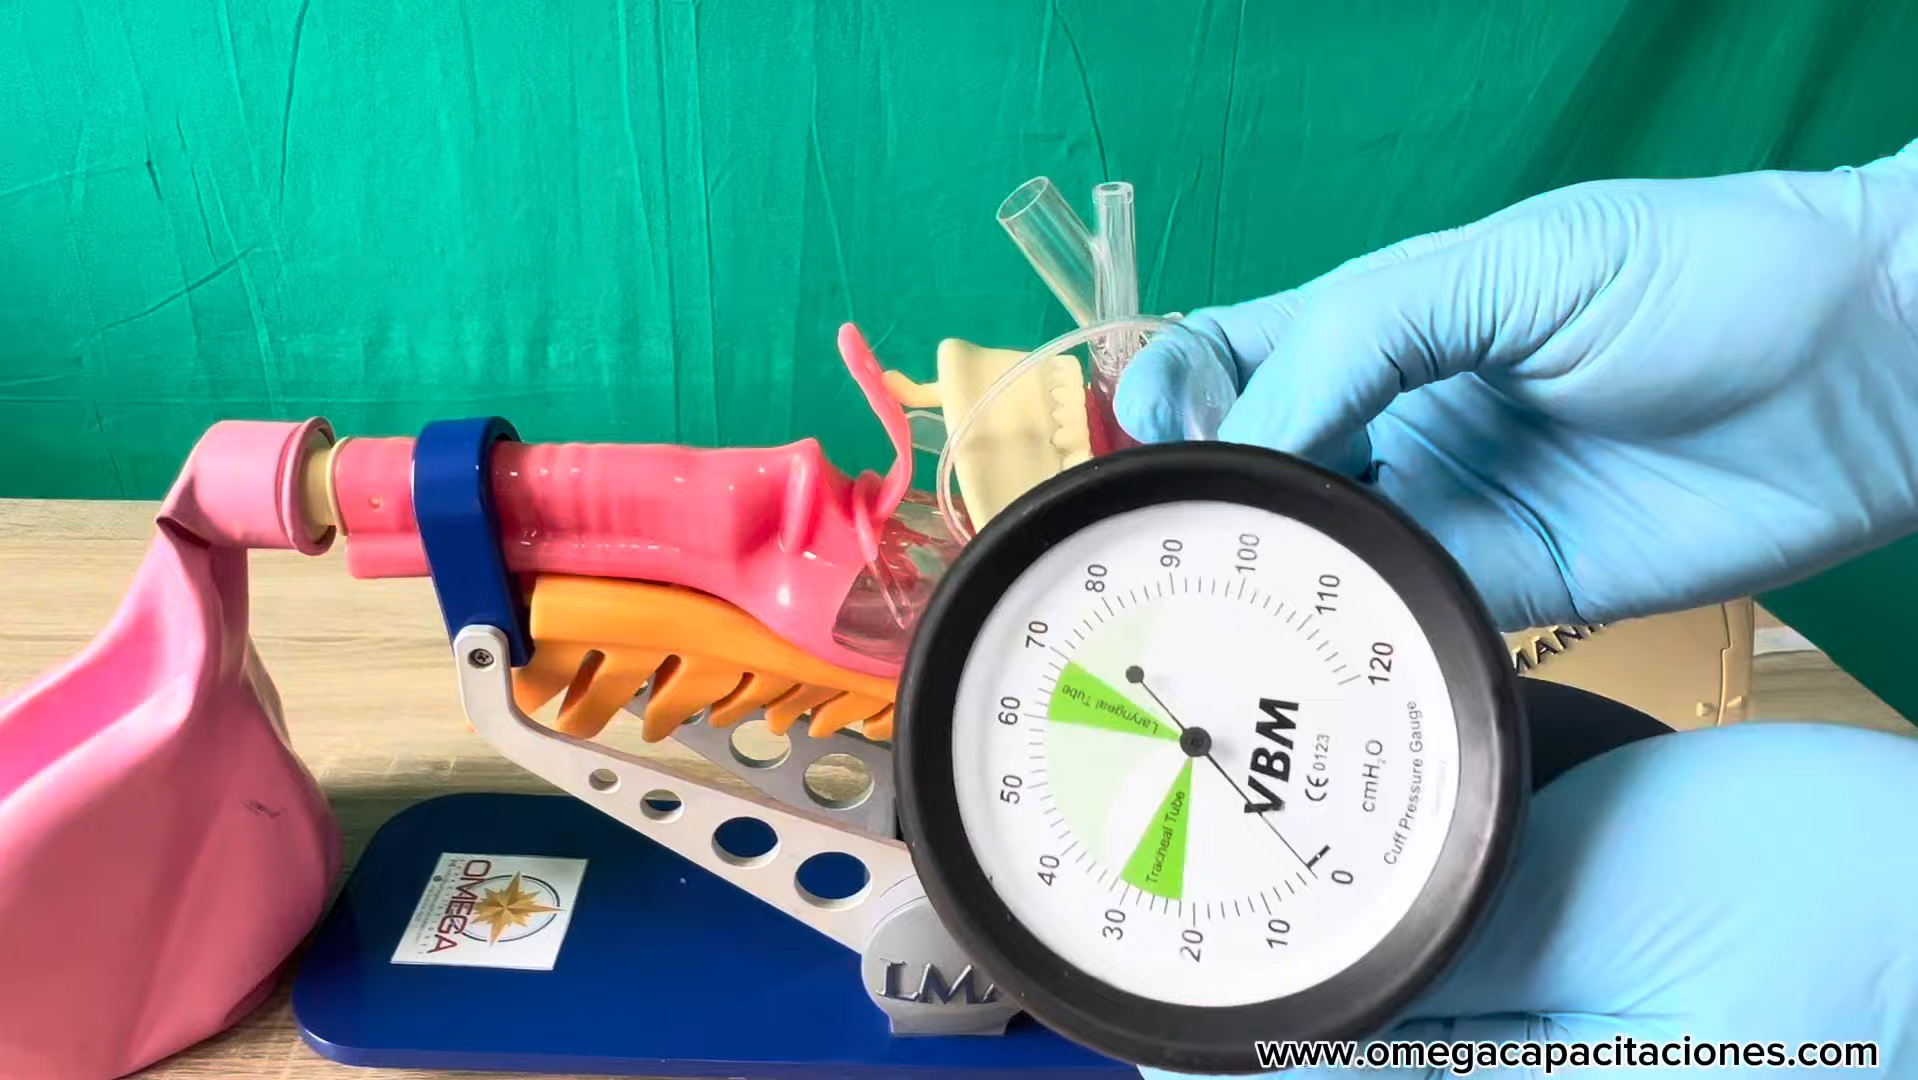 100
90
110
80
70
120
Laryngeal Tube
60
VBM
CE 0123
cmH₂O
Cuff Pressure Gauge
50
Tracheal Tube
40
0
30
10
20
OMEGA
LMA
www.omegacapacitaciones.com